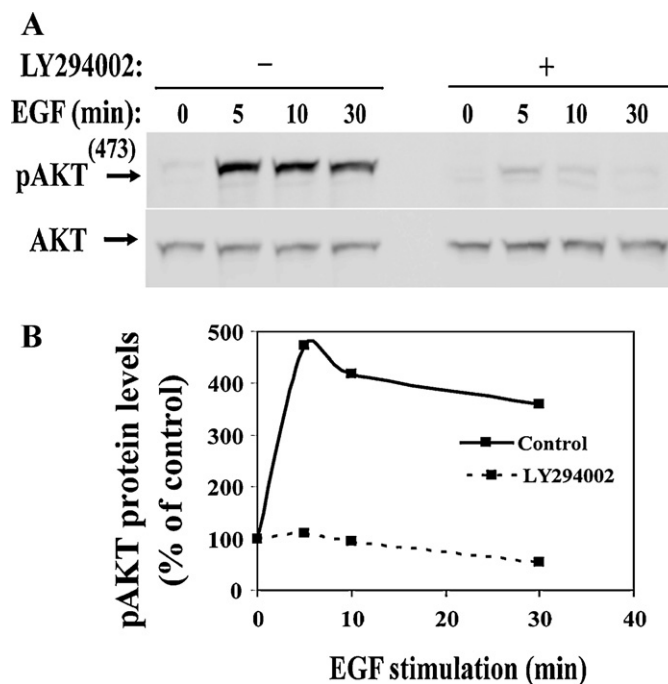 A
LY294002: − +
EGF (min): 0 5 10 30 0 5 10 30
pAKT (473)
AKT
B
pAKT protein levels
(% of control)
500
400
300
200
100
0
Control
LY294002
0 10 20 30 40
EGF stimulation (min)